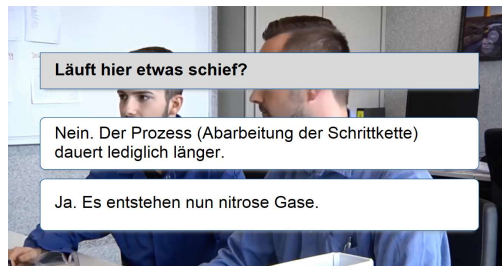 Läuft hier etwas schief?
Nein. Der Prozess (Abarbeitung der Schrittkette)
dauert lediglich länger.
Ja. Es entstehen nun nitrose Gase.